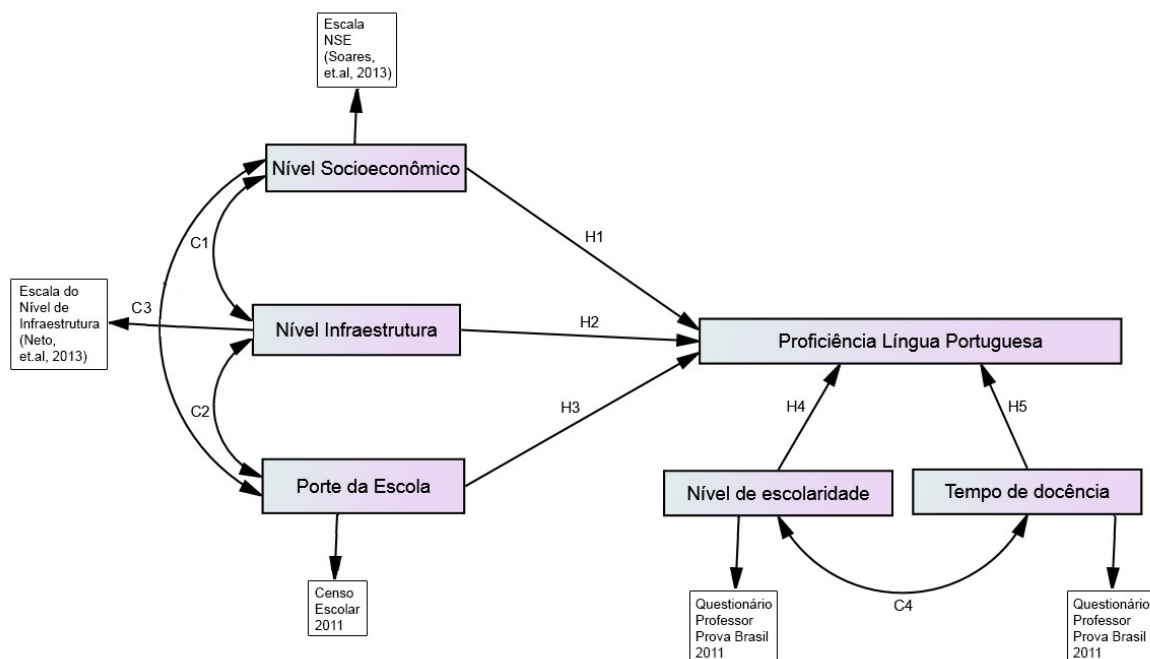 Escala
NSE
(Soares,
et.al, 2013)
Nível Socioeconômico
C1
H1
Escala do
Nível de
Infraestrutura
(Neto,
et.al, 2013)
C3
Nível Infraestrutura
H2
Proficiência Língua Portuguesa
C2
H3
H4
H5
Porte da Escola
Nível de escolaridade
Tempo de docência
Censo
Escolar
2011
C4
Questionário
Professor
Prova Brasil
2011
Questionário
Professor
Prova Brasil
2011